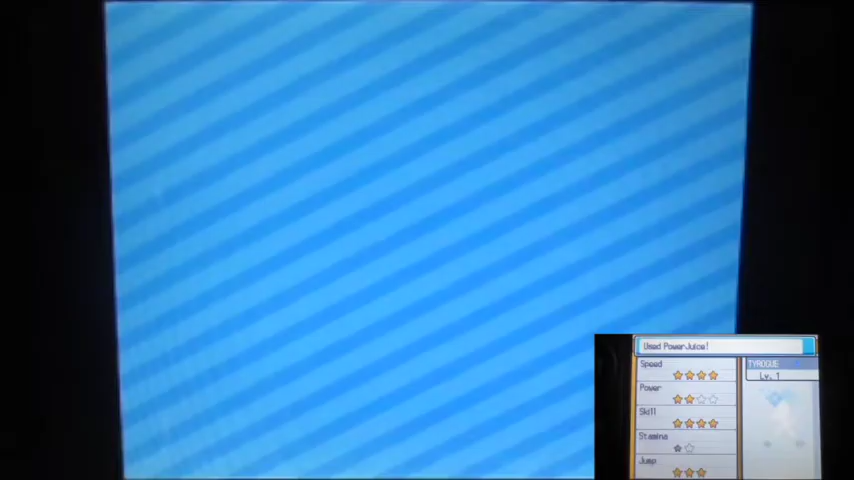 Used PowerJuice!
Speed
TYROGUE
Lv. 1
Power
Skill
Stamina
Jump